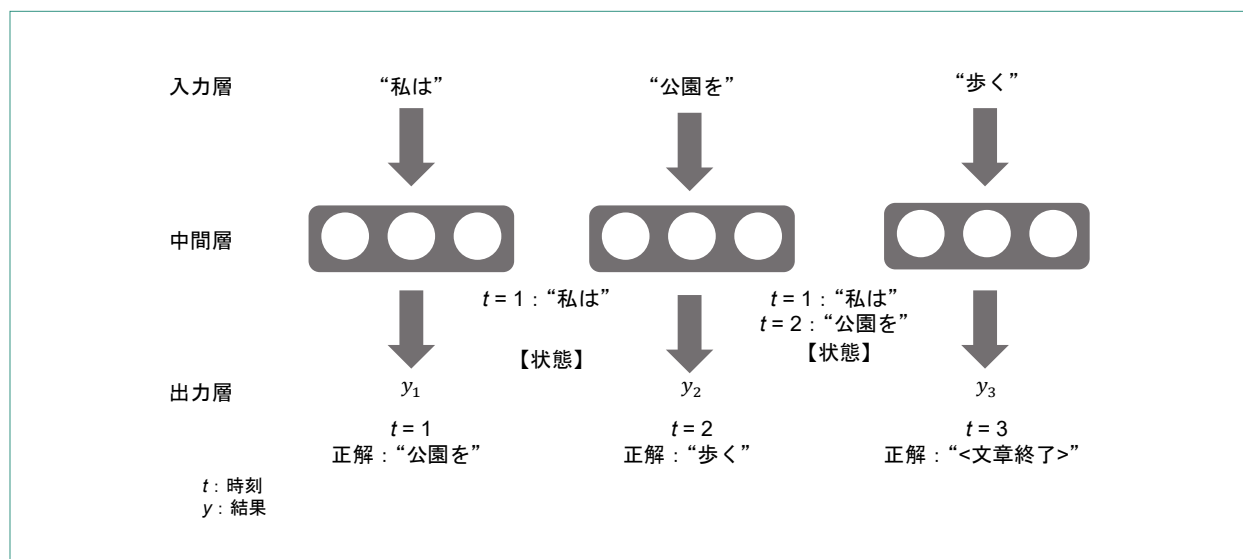 入力層
“私は”
“公園を”
“歩く”
中間層
t = 1：“私は”
t = 1：“私は”
t = 2：“公園を”
【状態】
【状態】
出力層
y₁
y₂
y₃
t = 1
正解：“公園を”
t = 2
正解：“歩く”
t = 3
正解：“<文章終了>”
t：時刻
y：結果